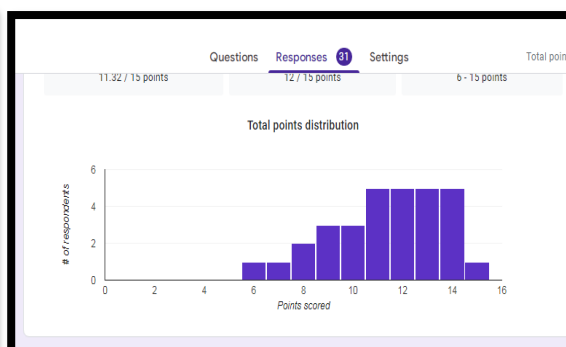 Questions Responses 31 Settings Total poin
11.32 / 15 points 12 / 15 points 6 - 15 points
Total points distribution
# of respondents
6
4
2
0
0 2 4 6 8 10 12 14 16
Points scored